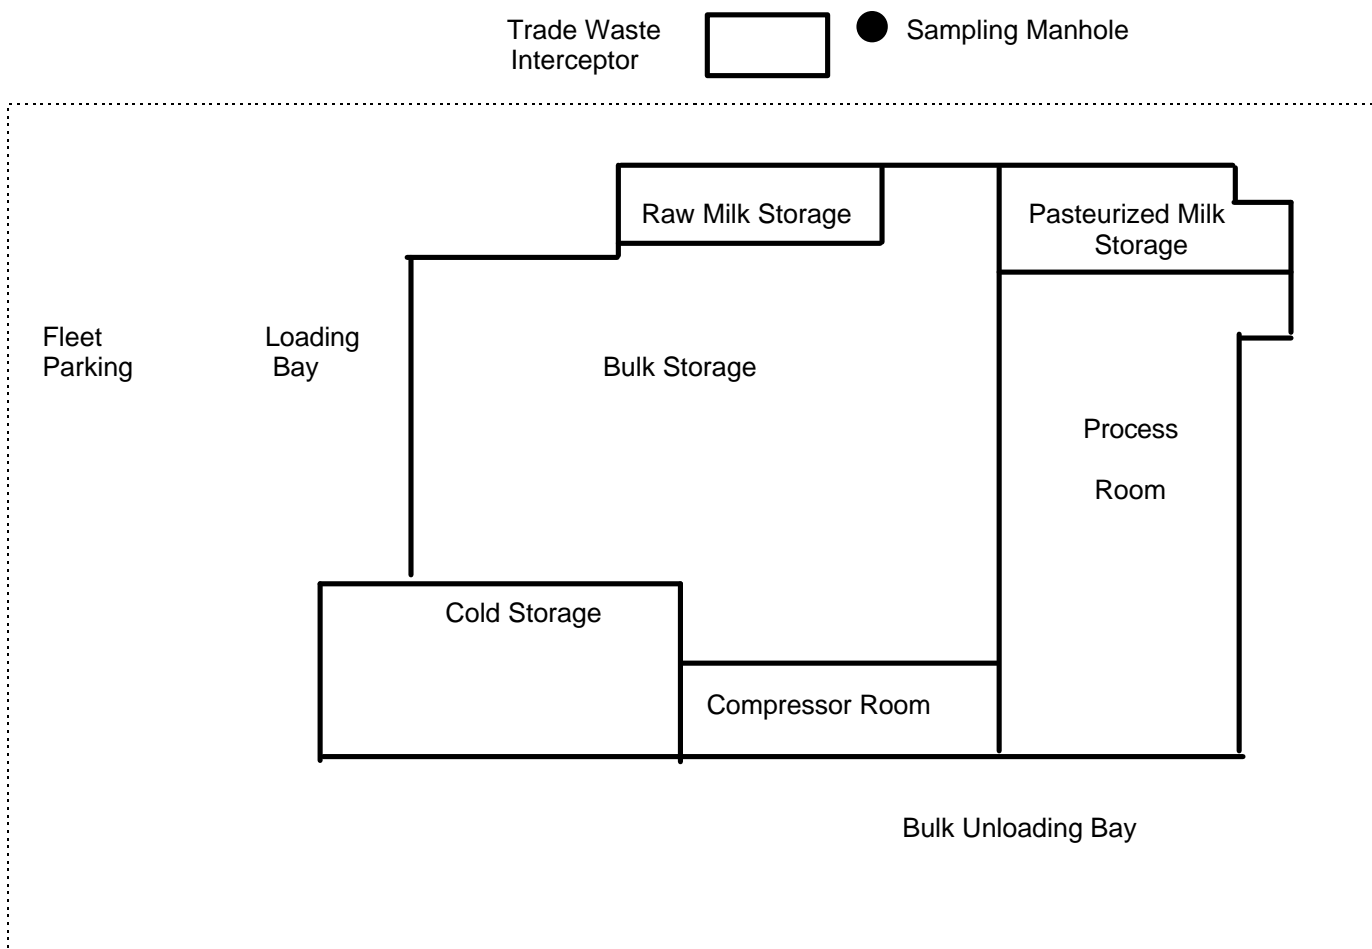 Trade Waste
Interceptor
Sampling Manhole
Raw Milk Storage
Pasteurized Milk
Storage
Fleet
Parking
Loading
Bay
Bulk Storage
Process
Room
Cold Storage
Compressor Room
Bulk Unloading Bay